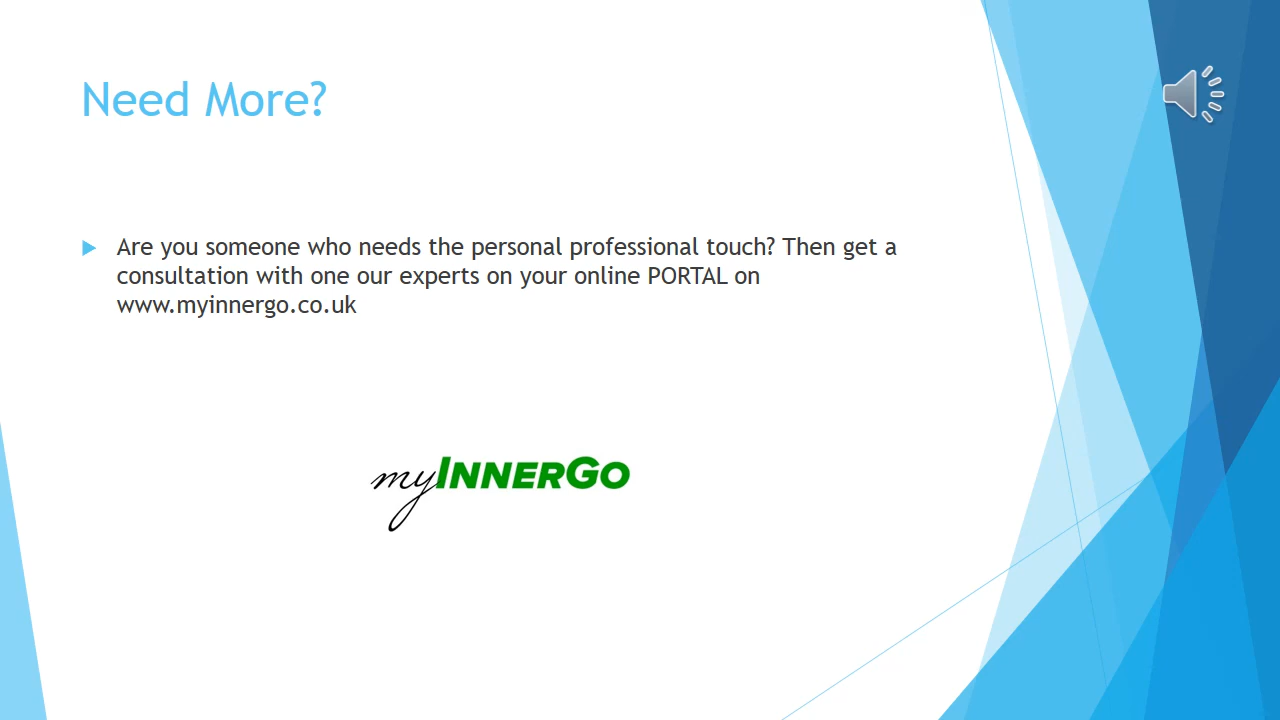 Need More?
Are you someone who needs the personal professional touch? Then get a
consultation with one our experts on your online PORTAL on
www.myinnergo.co.uk
myINNERGO